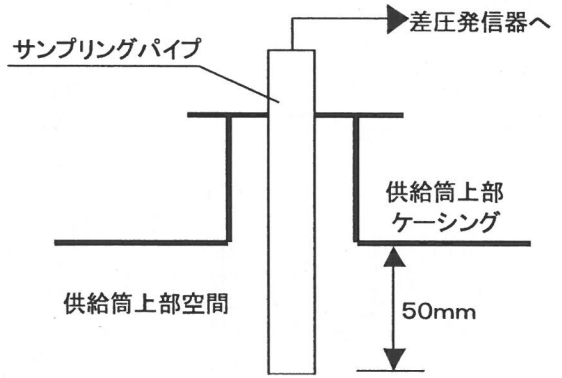 差圧発信器へ
サンプリングパイプ
供給筒上部
ケーシング
供給筒上部空間
50mm